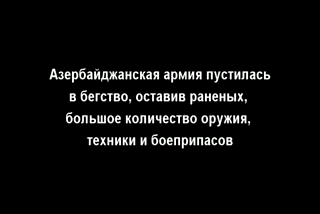 Азербайджанская армия пустилась
в бегство, оставив раненых,
большое количество оружия,
техники и боеприпасов